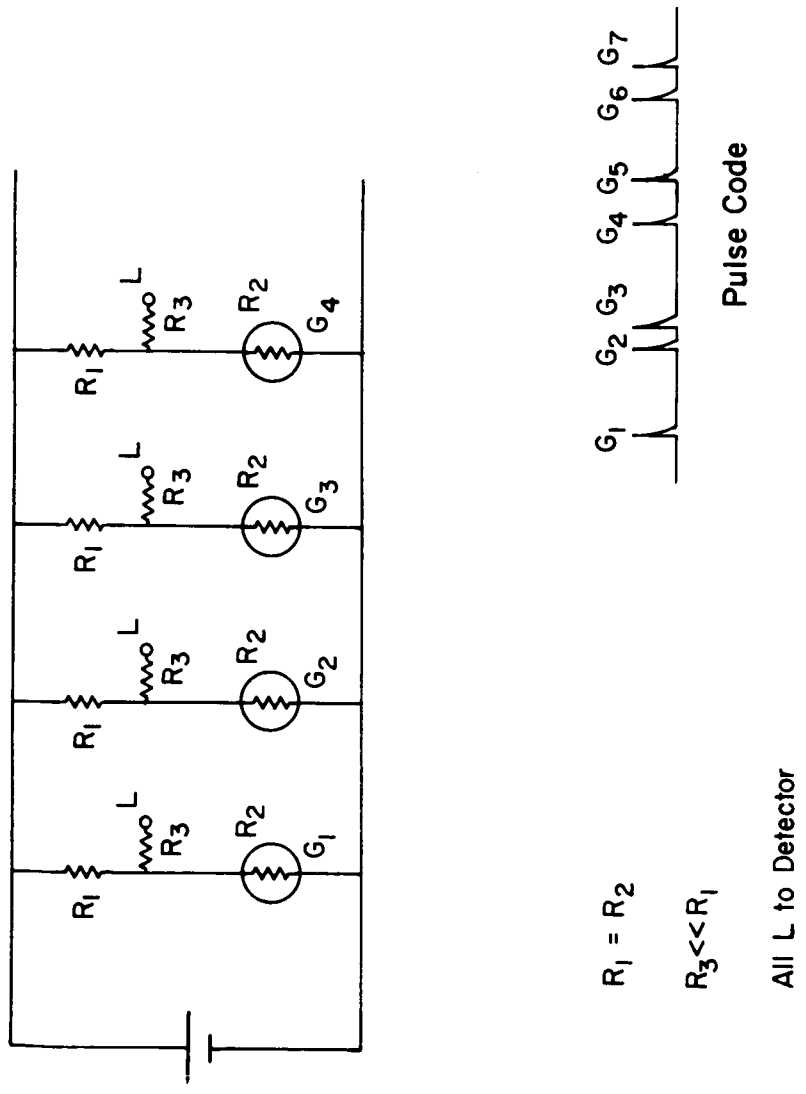 R1
L
R3
R2
G1
R1
L
R3
R2
G2
R1
L
R3
R2
G3
R1
L
R3
R2
G4
R1 = R2
R3<<R1
All L to Detector
G1 G2 G3 G4 G5 G6 G7
Pulse Code